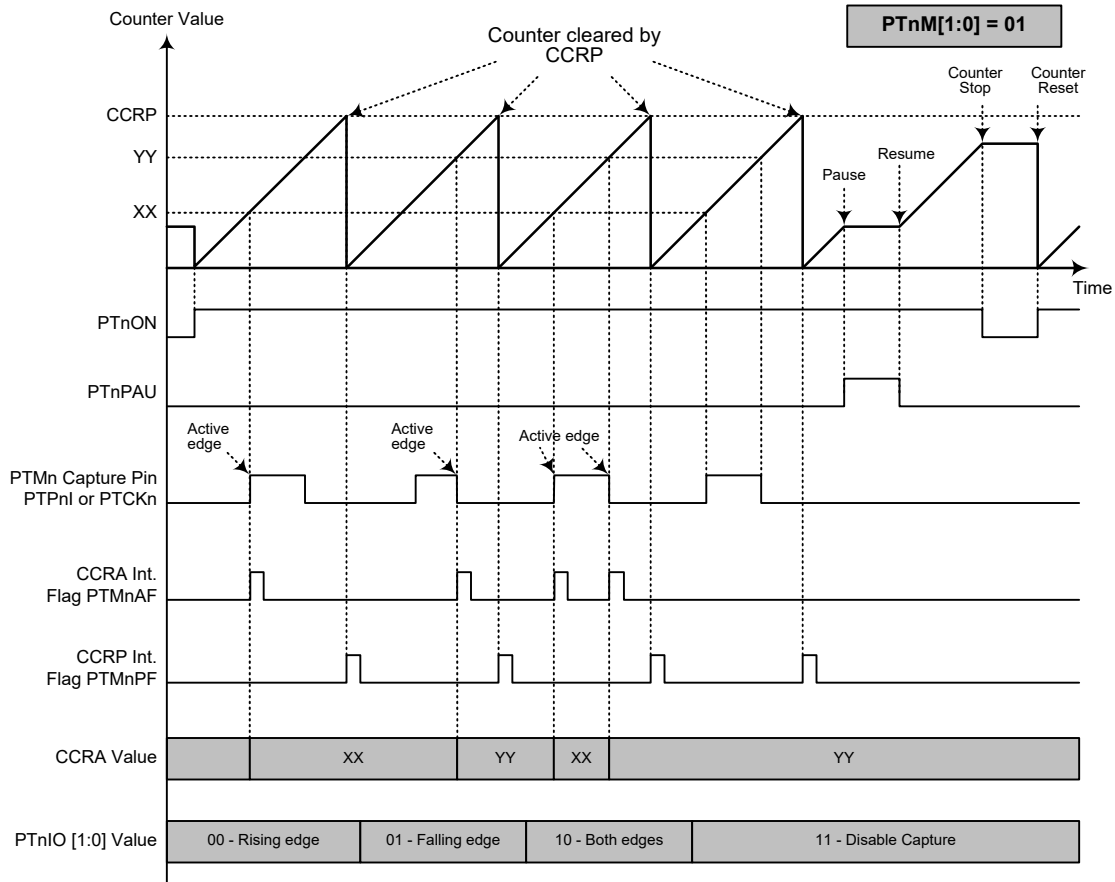 Counter Value
PTnM[1:0] = 01
Counter cleared by
CCRP
Counter
Stop
Counter
Reset
CCRP
YY
Resume
Pause
XX
Time
PTnON
PTnPAU
Active
edge
Active
edge
Active edge
PTMn Capture Pin
PTPnI or PTCKn
CCRA Int.
Flag PTMnAF
CCRP Int.
Flag PTMnPF
CCRA Value
XX
YY
XX
YY
PTnIO [1:0] Value
00 - Rising edge
01 - Falling edge
10 - Both edges
11 - Disable Capture